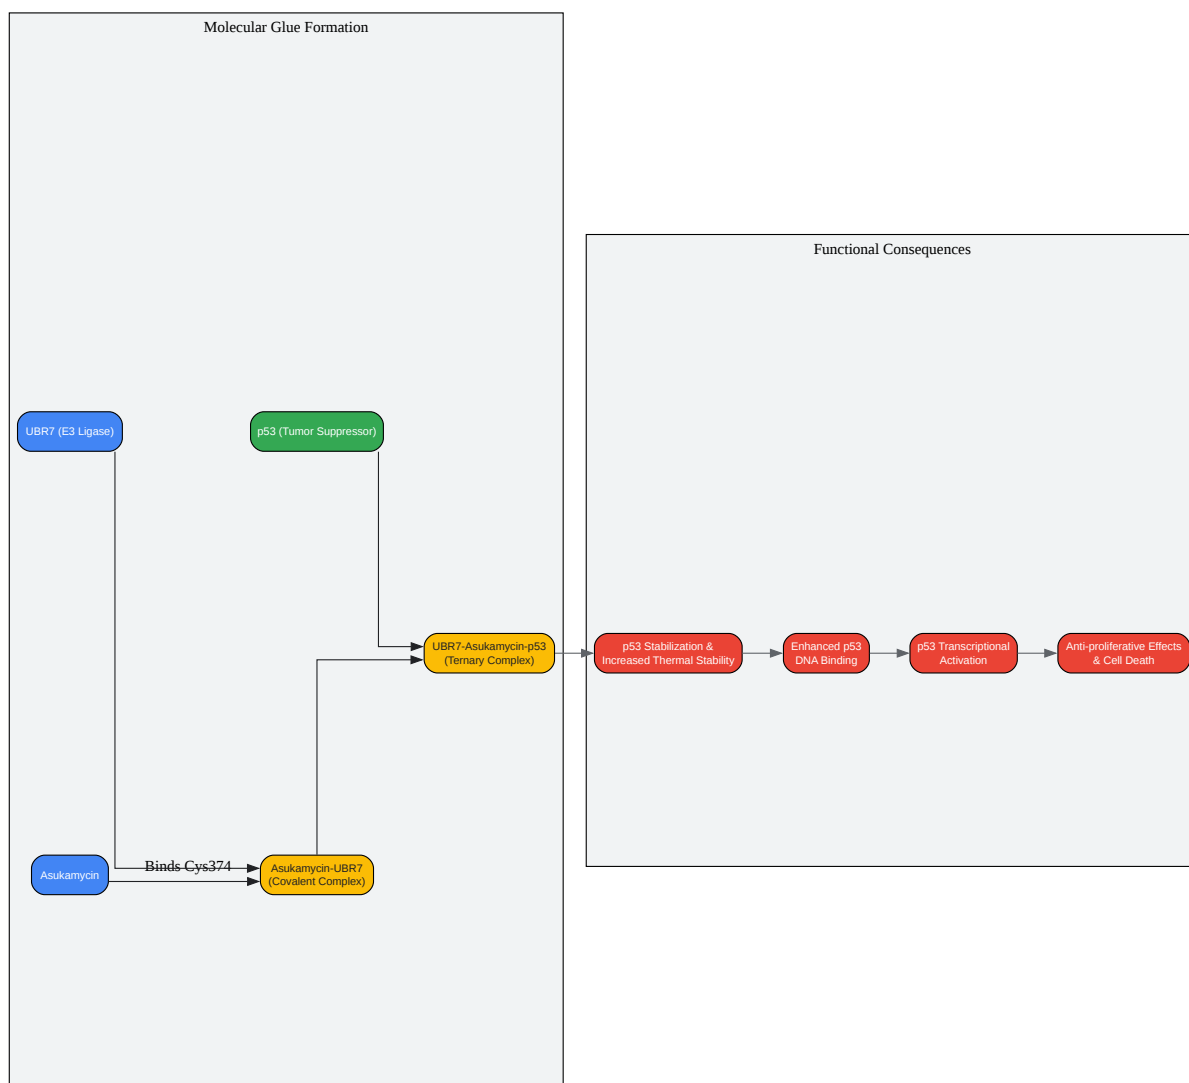 Molecular Glue Formation
UBR7 (E3 Ligase)
p53 (Tumor Suppressor)
UBR7-Asukamycin-p53
(Ternary Complex)
Binds Cys374
Asukamycin
Asukamycin-UBR7
(Covalent Complex)
Functional Consequences
p53 Stabilization &
Increased Thermal Stability
Enhanced p53
DNA Binding
p53 Transcriptional
Activation
Anti-proliferative Effects
& Cell Death